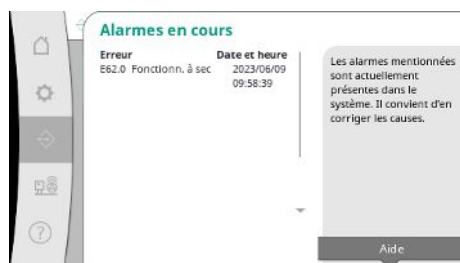 Alarmes en cours
Erreur Date et heure
E62.0 Fonctionn. à sec 2023/06/09
09:58:39
Les alarmes mentionnées
sont actuellement
présentes dans le
système. Il convient d'en
corriger les causes.
Aide